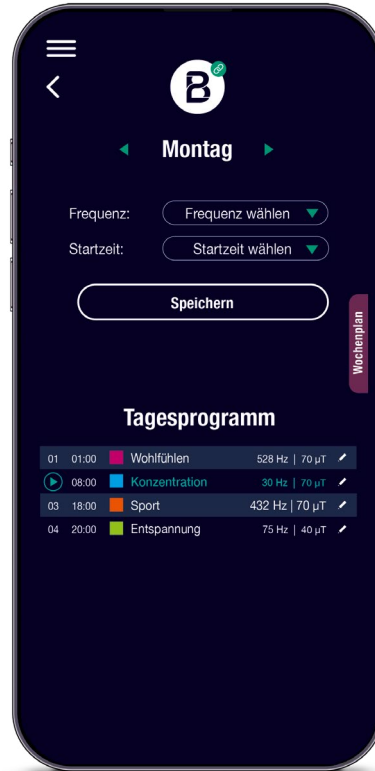 B
Montag
Frequenz: Frequenz wählen
Startzeit: Startzeit wählen
Speichern
Wochenplan
Tagesprogramm
01 01:00 Wohlfühlen 528 Hz | 70 µT
08:00 Konzentration 30 Hz | 70 µT
03 18:00 Sport 432 Hz | 70 µT
04 20:00 Entspannung 75 Hz | 40 µT